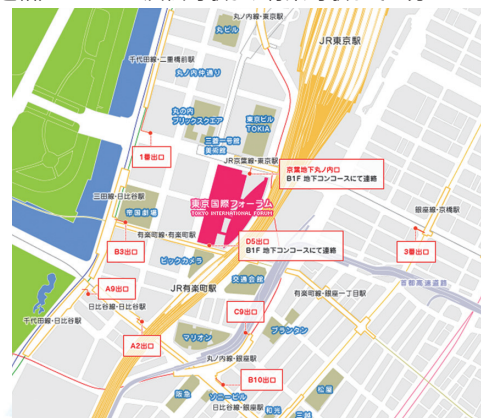 丸ノ内線・東京駅
丸ビル
JR東京駅
千代田線・二重橋前駅
丸ノ内仲通り
丸の内
ブリックスクエア
東京ビル
TOKIA
三菱一号館
美術館
1番出口
JR京葉線・東京駅
京葉地下丸ノ内口
B1F 地下コンコースにて連絡
三田線・日比谷駅
東京国際フォーラム
TOKYO INTERNATIONAL FORUM
帝国劇場
銀座線・京橋駅
有楽町線・有楽町駅
D5出口
B1F 地下コンコースにて連絡
B3出口
ビックカメラ
3番出口
交通会館
JR有楽町駅
首都高速道路
A9出口
有楽町線・銀座一丁目駅
日比谷線・日比谷駅
C9出口
千代田線・日比谷駅
A2出口
マリオン
プランタン
丸ノ内線・銀座駅
B10出口
阪急
ソニービル
松屋
日比谷線・銀座駅
和光
三越